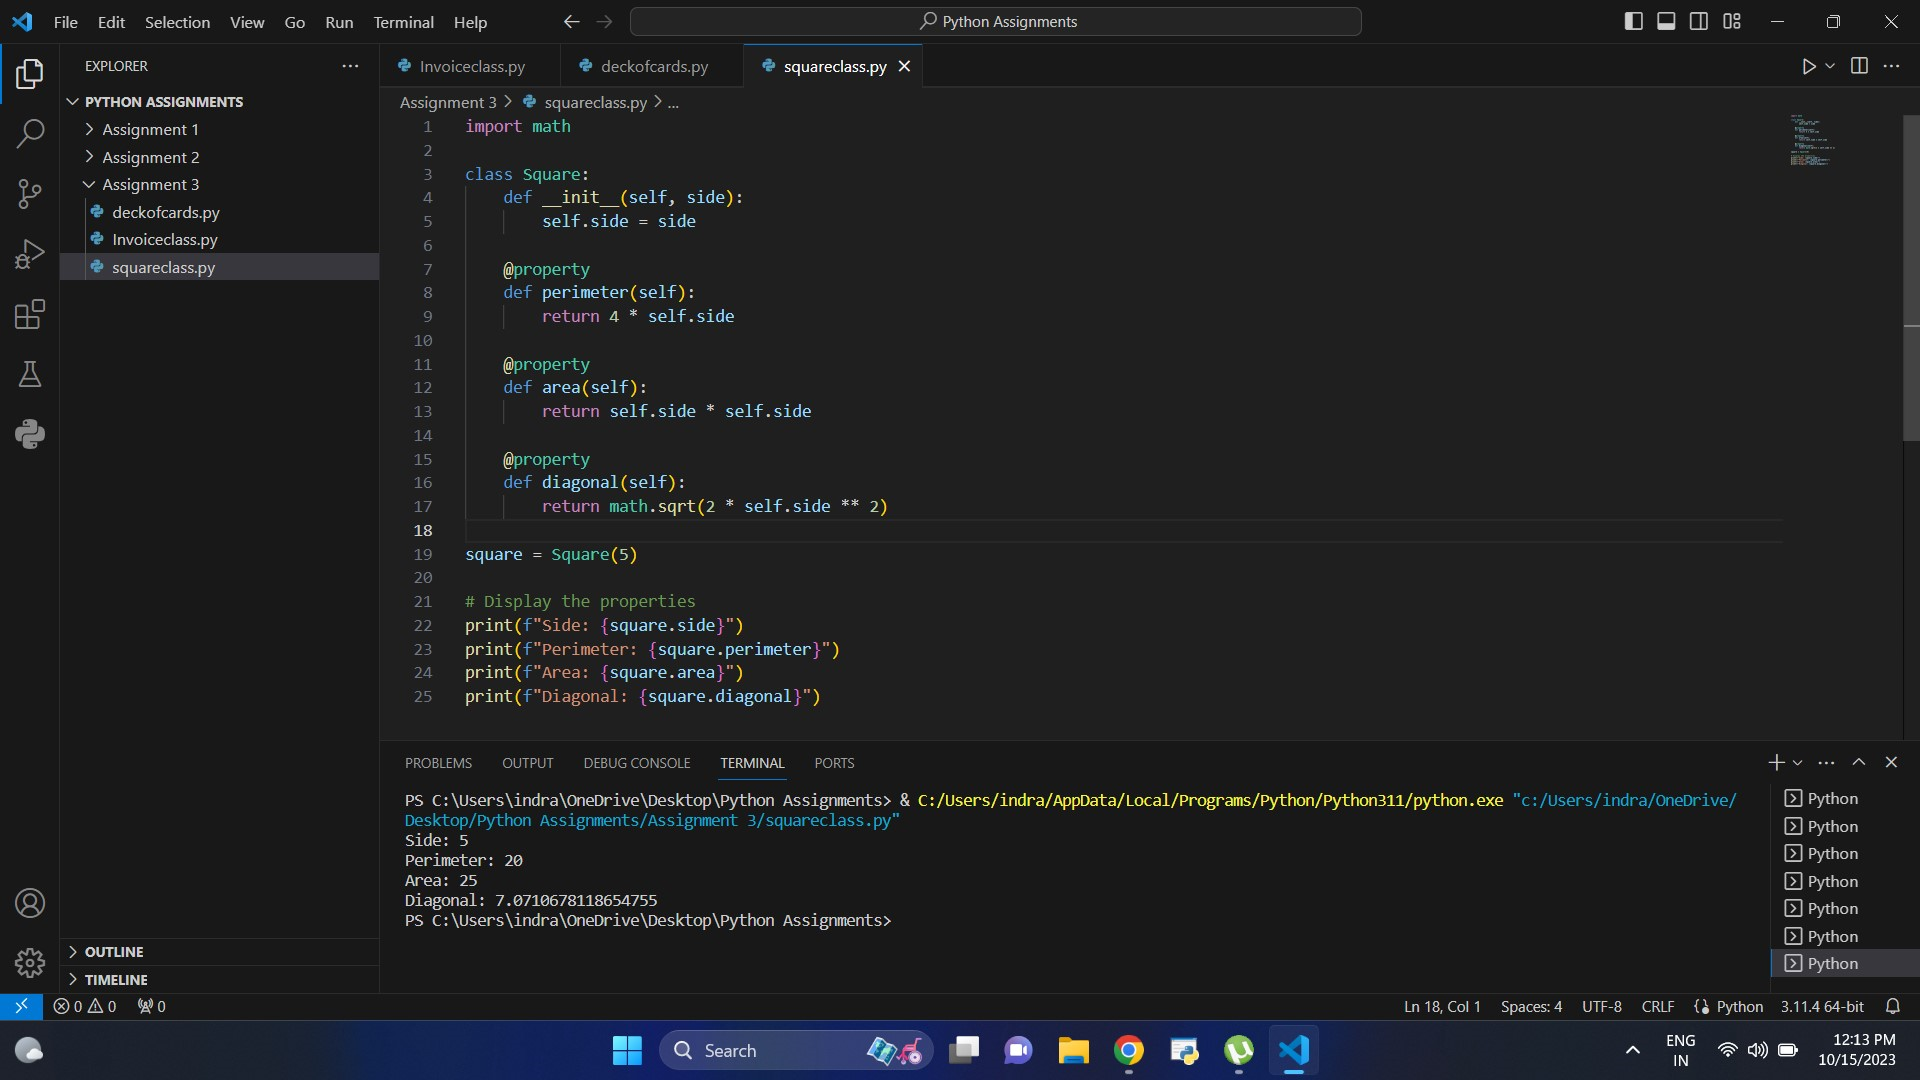 File Edit Selection View Go Run Terminal Help
Python Assignments
EXPLORER
PYTHON ASSIGNMENTS
Assignment 1
Assignment 2
Assignment 3
deckofcards.py
Invoiceclass.py
squareclass.py
OUTLINE
TIMELINE
Invoiceclass.py deckofcards.py squareclass.py
Assignment 3 > squareclass.py > ...
1 import math
2
3 class Square:
4     def __init__(self, side):
5         self.side = side
6
7     @property
8     def perimeter(self):
9         return 4 * self.side
10
11     @property
12     def area(self):
13         return self.side * self.side
14
15     @property
16     def diagonal(self):
17         return math.sqrt(2 * self.side ** 2)
18
19 square = Square(5)
20
21 # Display the properties
22 print(f"Side: {square.side}")
23 print(f"Perimeter: {square.perimeter}")
24 print(f"Area: {square.area}")
25 print(f"Diagonal: {square.diagonal}")
PROBLEMS OUTPUT DEBUG CONSOLE TERMINAL PORTS
PS C:\Users\indra\OneDrive\Desktop\Python Assignments> & C:/Users/indra/AppData/Local/Programs/Python/Python311/python.exe "c:/Users/indra/OneDrive/
Desktop/Python Assignments/Assignment 3/squareclass.py"
Side: 5
Perimeter: 20
Area: 25
Diagonal: 7.0710678118654755
PS C:\Users\indra\OneDrive\Desktop\Python Assignments>
Python
Python
Python
Python
Python
Python
Python
0 0 0
Ln 18, Col 1 Spaces: 4 UTF-8 CRLF Python 3.11.4 64-bit
Search
ENG
IN
12:13 PM
10/15/2023